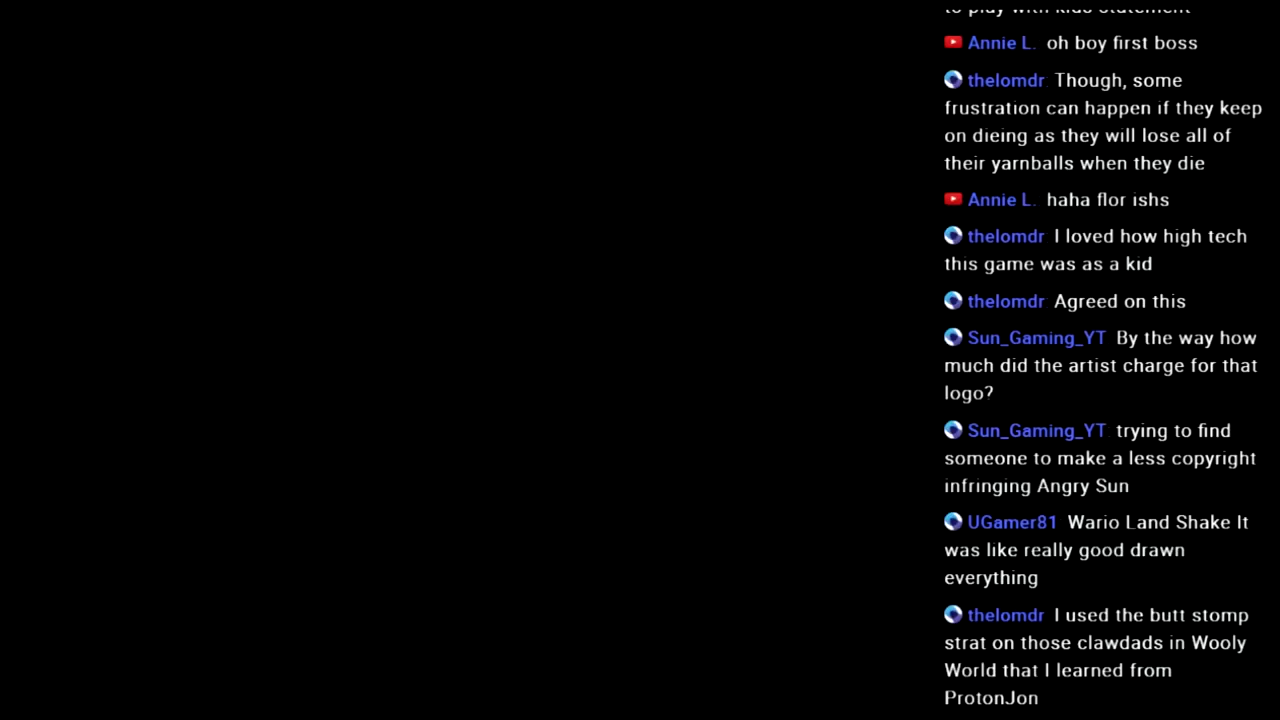 to play with kids statement
Annie L. oh boy first boss
thelomdr Though, some
frustration can happen if they keep
on dieing as they will lose all of
their yarnballs when they die
Annie L. haha flor ishs
thelomdr I loved how high tech
this game was as a kid
thelomdr Agreed on this
Sun_Gaming_YT By the way how
much did the artist charge for that
logo?
Sun_Gaming_YT trying to find
someone to make a less copyright
infringing Angry Sun
UGamer81 Wario Land Shake It
was like really good drawn
everything
thelomdr I used the butt stomp
strat on those clawdads in Wooly
World that I learned from
ProtonJon